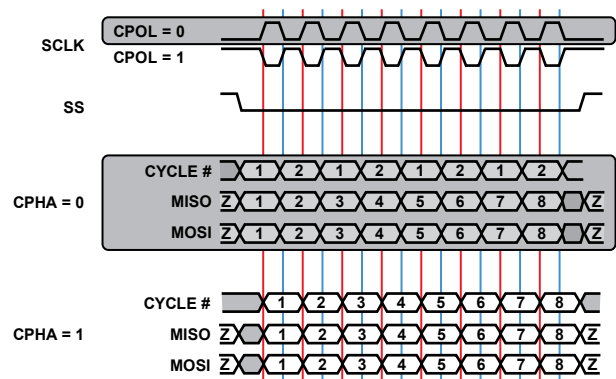 CPOL = 0
SCLK
CPOL = 1
SS
CYCLE # 1 2 1 2 1 2 1 2
CPHA = 0 MISO Z 1 2 3 4 5 6 7 8 Z
MOSI Z 1 2 3 4 5 6 7 8 Z
CYCLE # 1 2 3 4 5 6 7 8
CPHA = 1 MISO Z 1 2 3 4 5 6 7 8 Z
MOSI Z 1 2 3 4 5 6 7 8 Z